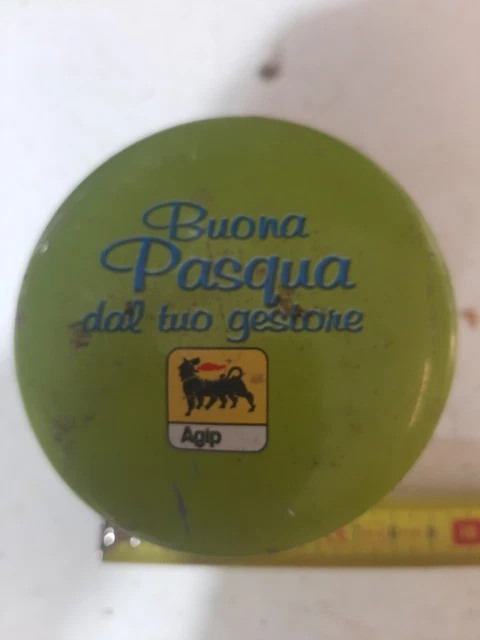 Buona
Pasqua
dal tuo gestore
Agip